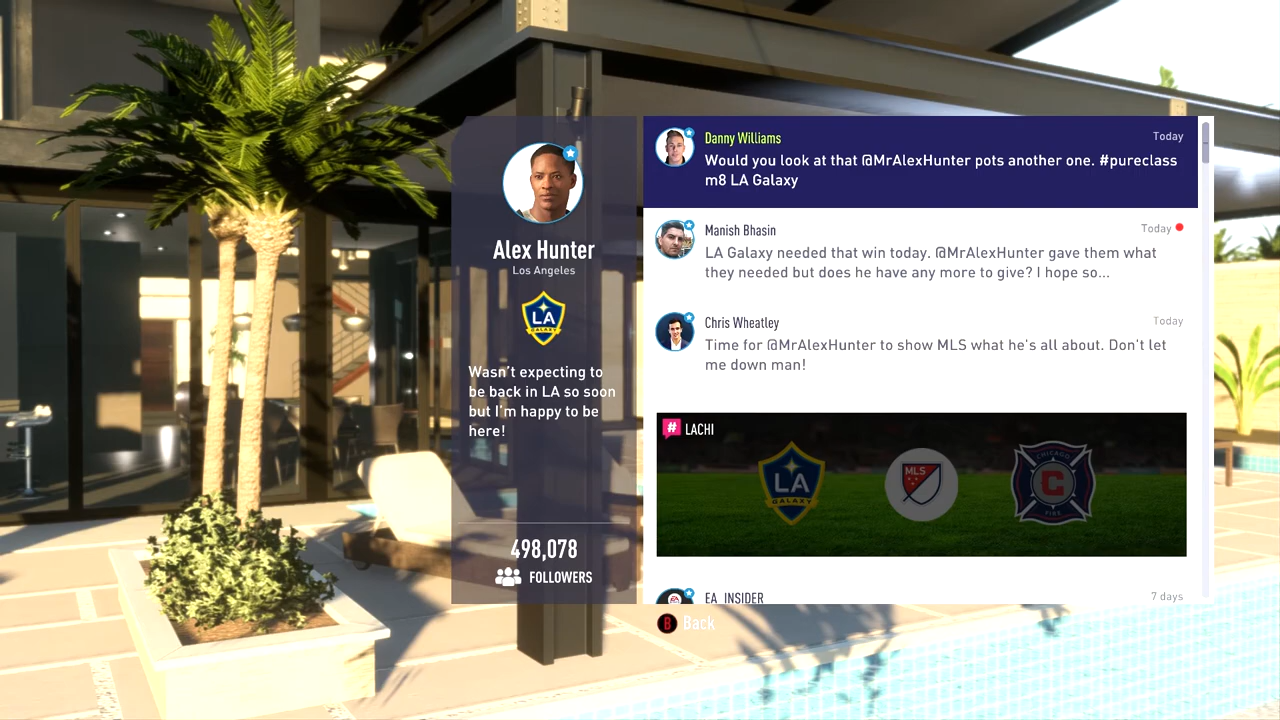 Alex Hunter
Los Angeles
LA
GALAXY
Wasn't expecting to
be back in LA so soon
but I'm happy to be
here!
498,078
FOLLOWERS
Danny Williams
Today
Would you look at that @MrAlexHunter pots another one. #pureclass
m8 LA Galaxy
Manish Bhasin
Today
LA Galaxy needed that win today. @MrAlexHunter gave them what
they needed but does he have any more to give? I hope so...
Chris Wheatley
Today
Time for @MrAlexHunter to show MLS what he's all about. Don't let
me down man!
# LACHI
LA
GALAXY
MLS
CHICAGO
C
FIRE
EA
EA_INSIDER
7 days
B Back